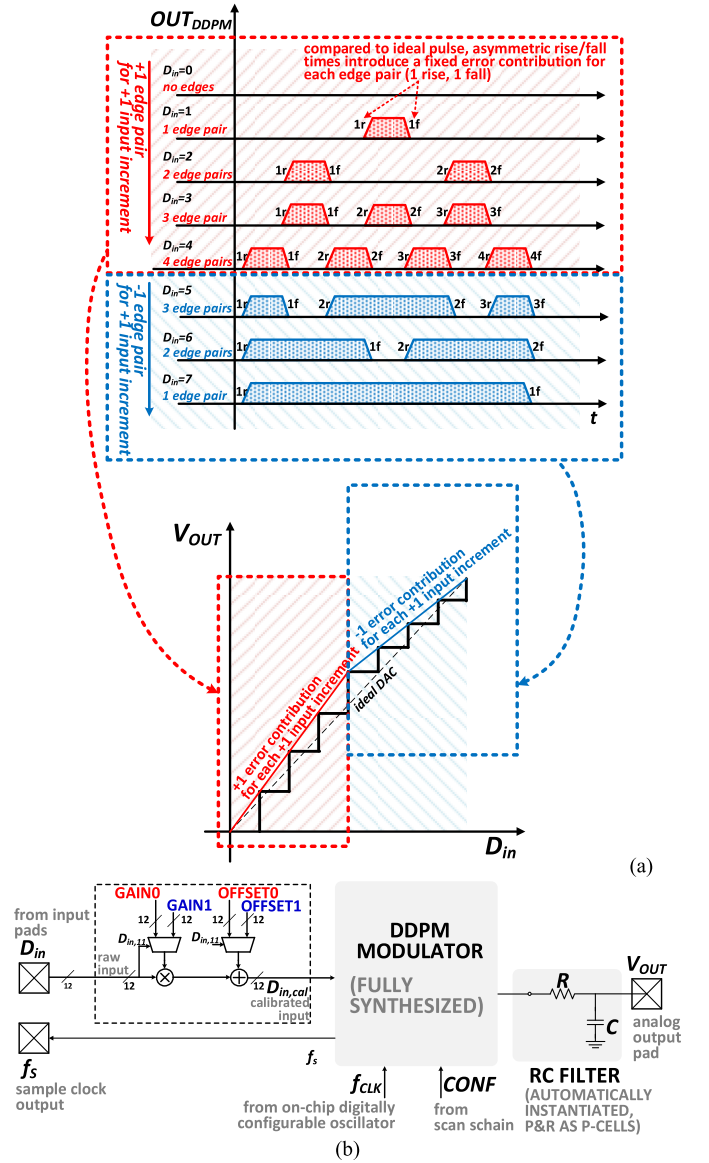 (a)
OUT_DDPM
+1 edge pair
for +1 input increment
compared to ideal pulse, asymmetric rise/fall
times introduce a fixed error contribution for
each edge pair (1 rise, 1 fall)
D_in=0
no edges
D_in=1
1 edge pair
1r 1f
D_in=2
2 edge pairs
1r 1f 2r 2f
D_in=3
3 edge pair
1r 1f 2r 2f 3r 3f
D_in=4
4 edge pairs
1r 1f 2r 2f 3r 3f 4r 4f
-1 edge pair
for +1 input increment
D_in=5
3 edge pairs
1r 1f 2r 2f 3r 3f
D_in=6
2 edge pairs
1r 1f 2r 2f
D_in=7
1 edge pair
1r 1f
t
V_OUT
+1 error contribution
for each +1 input increment
-1 error contribution
for each +1 input increment
ideal DAC
D_in
(a)
GAIN0 OFFSET0
GAIN1 OFFSET1
12 12 12 12
D_in,11 D_in,11
from input
pads
D_in
12
raw
input
12
12
D_in,cal
calibrated
input
f_S
sample clock
output
f_s
DDPM
MODULATOR
(FULLY
SYNTHESIZED)
f_CLK
from on-chip digitally
configurable oscillator
CONF
from
scan schain
R
C
V_OUT
analog
output
pad
RC FILTER
(AUTOMATICALLY
INSTANTIATED,
P&R AS P-CELLS)
(b)